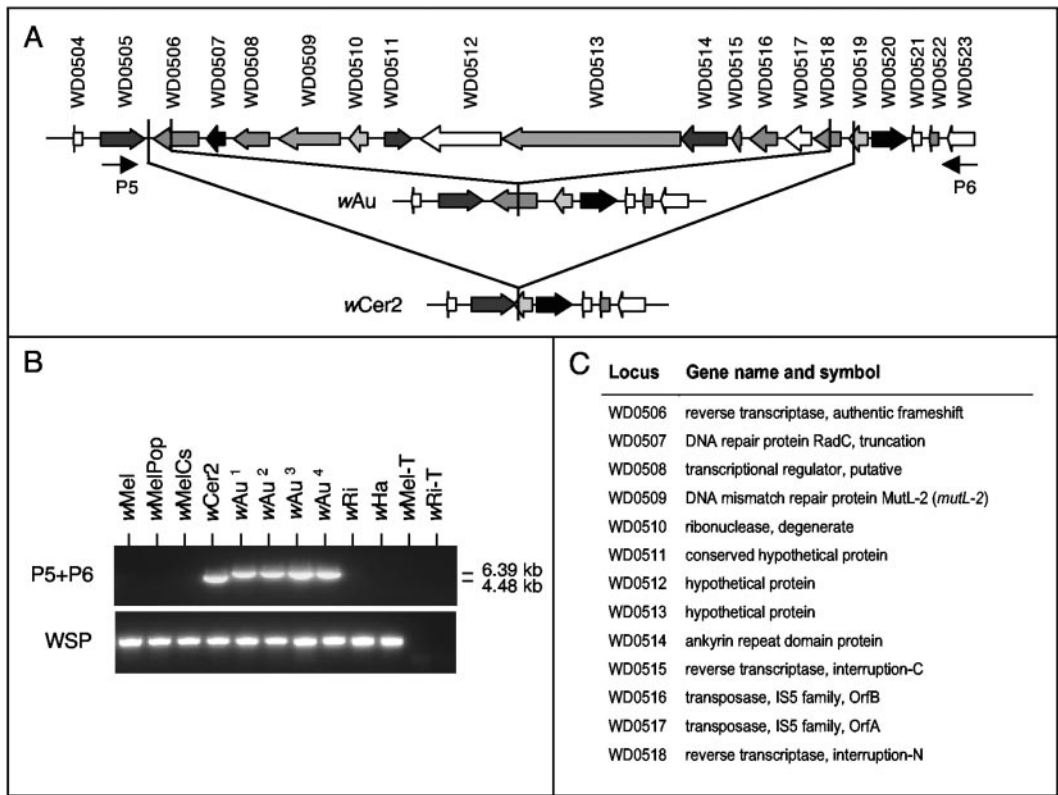 A
WD0504
WD0505
WD0506
WD0507
WD0508
WD0509
WD0510
WD0511
WD0512
WD0513
WD0514
WD0515
WD0516
WD0517
WD0518
WD0519
WD0520
WD0521
WD0522
WD0523
P5
P6
wAu
wCer2
B
wMel
wMelPop
wMelCs
wCer2
wAu 1
wAu 2
wAu 3
wAu 4
wRi
wHa
wMel-T
wRi-T
P5+P6
6.39 kb
4.48 kb
WSP
C
Locus Gene name and symbol
WD0506 reverse transcriptase, authentic frameshift
WD0507 DNA repair protein RadC, truncation
WD0508 transcriptional regulator, putative
WD0509 DNA mismatch repair protein MutL-2 (mutL-2)
WD0510 ribonuclease, degenerate
WD0511 conserved hypothetical protein
WD0512 hypothetical protein
WD0513 hypothetical protein
WD0514 ankyrin repeat domain protein
WD0515 reverse transcriptase, interruption-C
WD0516 transposase, IS5 family, OrfB
WD0517 transposase, IS5 family, OrfA
WD0518 reverse transcriptase, interruption-N